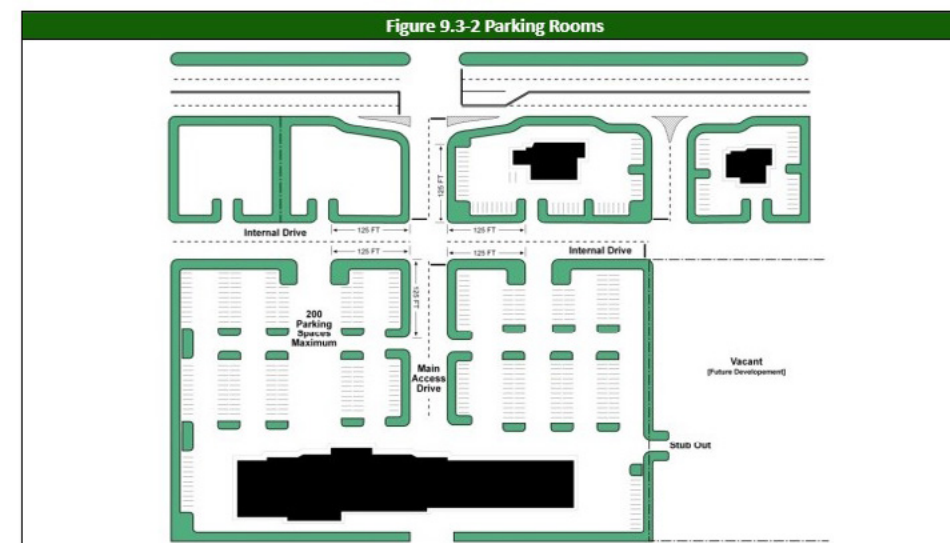 Figure 9.3-2 Parking Rooms
125 FT
Internal Drive
125 FT
125 FT
125 FT
125 FT
Internal Drive
125 FT
200
Parking
Spaces
Maximum
Main
Access
Drive
Vacant
[Future Developement]
Stub Out